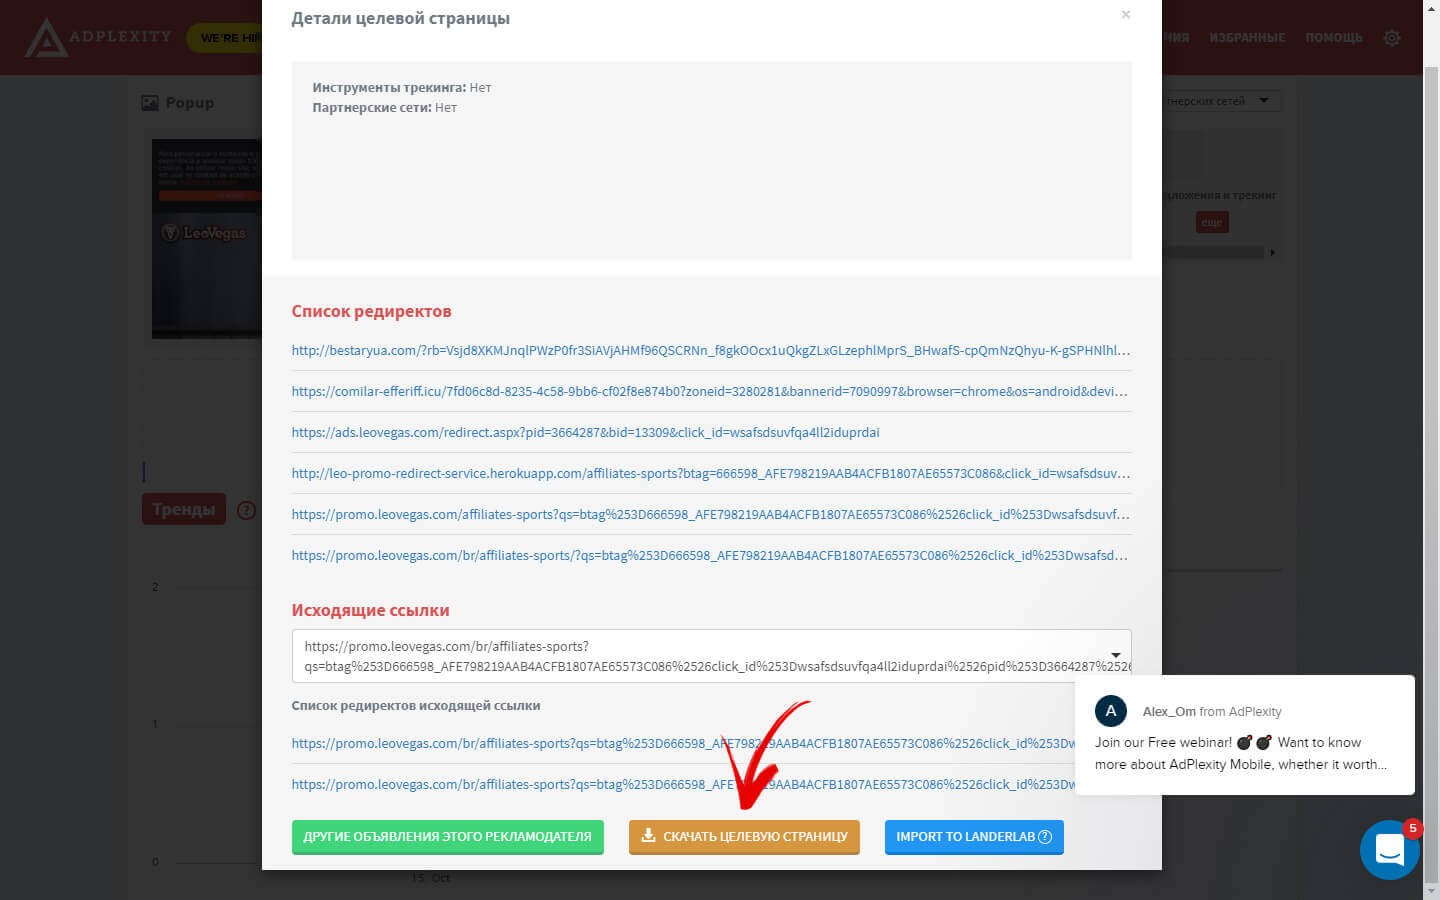 Детали целевой страницы
×
ADPLEXITY
WE'RE HI
ИЗБРАННЫЕ
ПОМОЩЬ
Popup
Инструменты трекинга: Нет
Партнерские сети: Нет
LeoVegas
еще
Список редиректов
http://bestaryua.com/?rb=Vsjd8XKMJnqlPWzP0fr3SiAVjAHMf96QSCRNn_f8gkOOcx1uQkgZLxGLzephlMprS_BHwafS-cpQmNzQhyu-K-gSPHNlhl...
https://comilar-efferiff.icu/7fd06c8d-8235-4c58-9bb6-cf02f8e874b0?zoneid=3280281&bannerid=7090997&browser=chrome&os=android&devi...
https://ads.leovegas.com/redirect.aspx?pid=3664287&bid=13309&click_id=wsafsdsuvfqa4ll2iduprdai
http://leo-promo-redirect-service.herokuapp.com/affiliates-sports?btag=666598_AFE798219AAB4ACFB1807AE65573C086&click_id=wsafsdsuv...
https://promo.leovegas.com/affiliates-sports?qs=btag%253D666598_AFE798219AAB4ACFB1807AE65573C086%2526click_id%253Dwsafsdsuvf...
https://promo.leovegas.com/br/affiliates-sports/?qs=btag%253D666598_AFE798219AAB4ACFB1807AE65573C086%2526click_id%253Dwsafsd...
Тренды ?
2
1
0
15. Oct
Исходящие ссылки
https://promo.leovegas.com/br/affiliates-sports?
qs=btag%253D666598_AFE798219AAB4ACFB1807AE65573C086%2526click_id%253Dwsafsdsuvfqa4ll2iduprdai%2526pid%253D3664287%2526
Список редиректов исходящей ссылки
https://promo.leovegas.com/br/affiliates-sports?qs=btag%253D666598_AFE798219AAB4ACFB1807AE65573C086%2526click_id%253Dw
https://promo.leovegas.com/br/affiliates-sports?qs=btag%253D666598_AFE798219AAB4ACFB1807AE65573C086%2526click_id%253Dw
ДРУГИЕ ОБЪЯВЛЕНИЯ ЭТОГО РЕКЛАМОДАТЕЛЯ
СКАЧАТЬ ЦЕЛЕВУЮ СТРАНИЦУ
IMPORT TO LANDERLAB ?
A
Alex_Om from AdPlexity
Join our Free webinar! 💣💣 Want to know
more about AdPlexity Mobile, whether it worth...
5